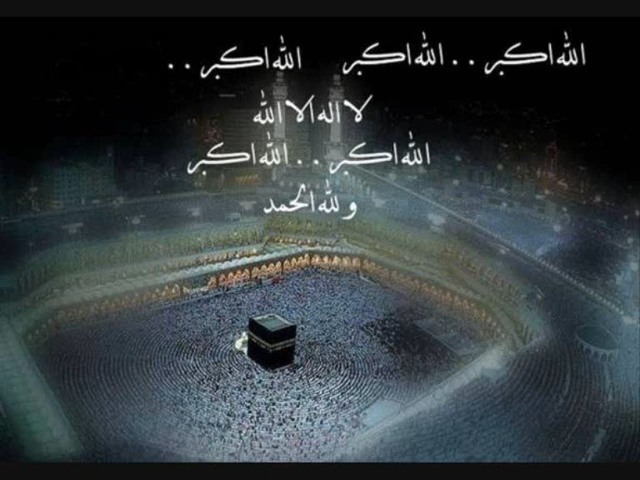 الله اكبر . . الله اكبر الله اكبر . .
لا اله الا الله
الله اكبر . . الله اكبر
ولله الحمد